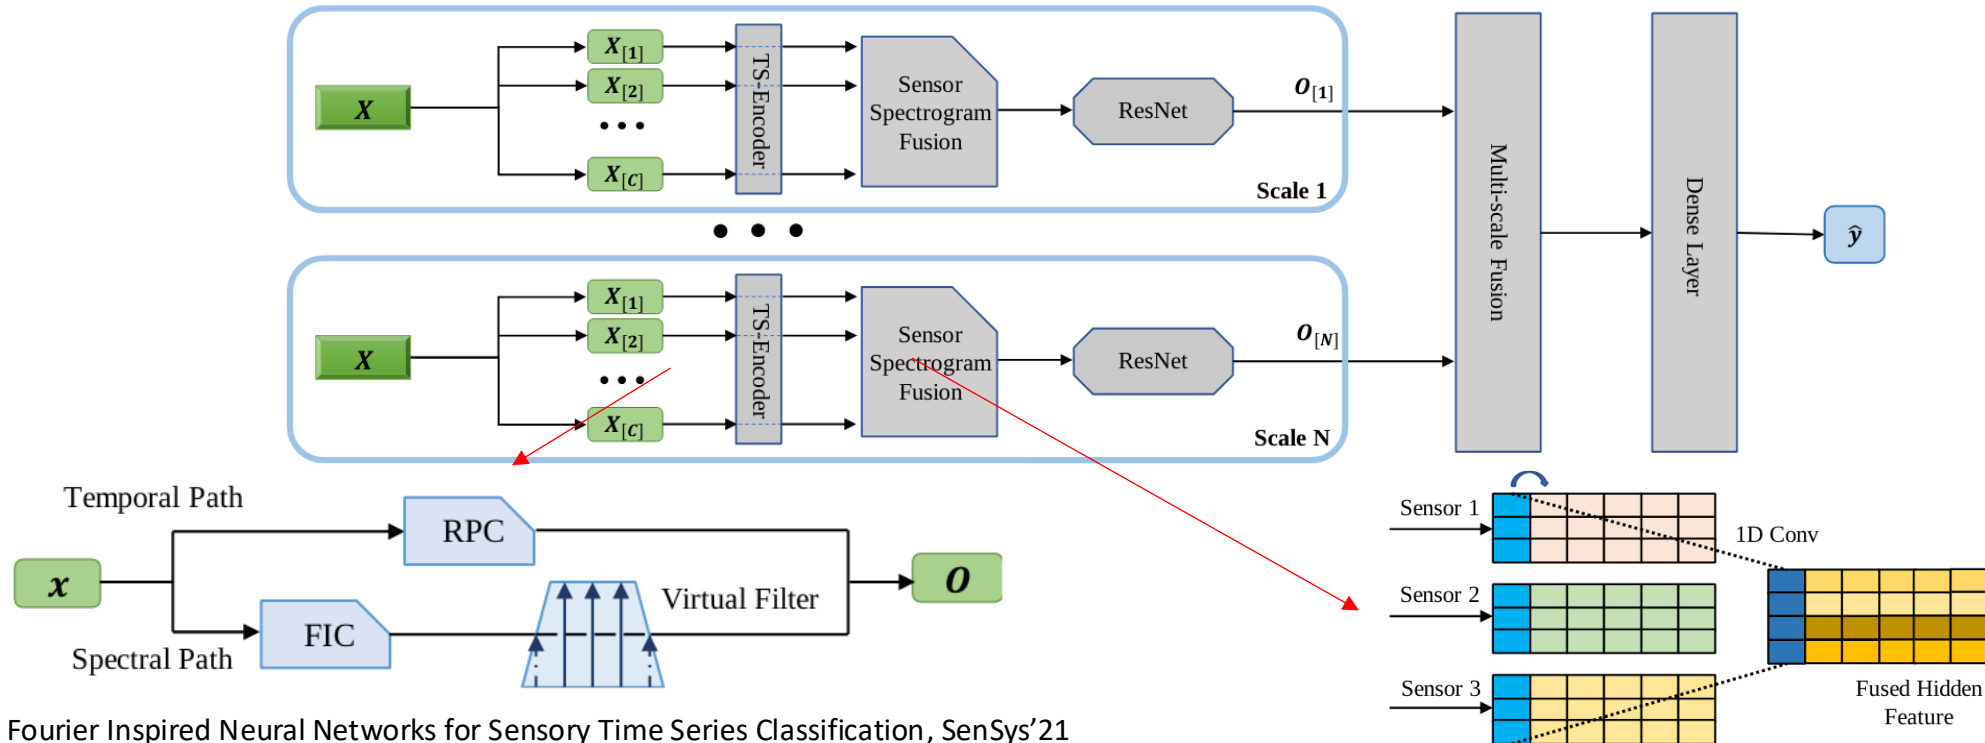 X
X[1]
X[2]
•••
X[C]
TS-Encoder
Sensor
Spectrogram
Fusion
ResNet
O[1]
Scale 1
•••
X
X[1]
X[2]
•••
X[C]
TS-Encoder
Sensor
Spectrogram
Fusion
ResNet
O[N]
Scale N
Multi-scale Fusion
Dense Layer
ŷ
Temporal Path
x
RPC
FIC
Spectral Path
Virtual Filter
O
Sensor 1
Sensor 2
Sensor 3
1D Conv
Fused Hidden
Feature
Fourier Inspired Neural Networks for Sensory Time Series Classification, SenSys’21